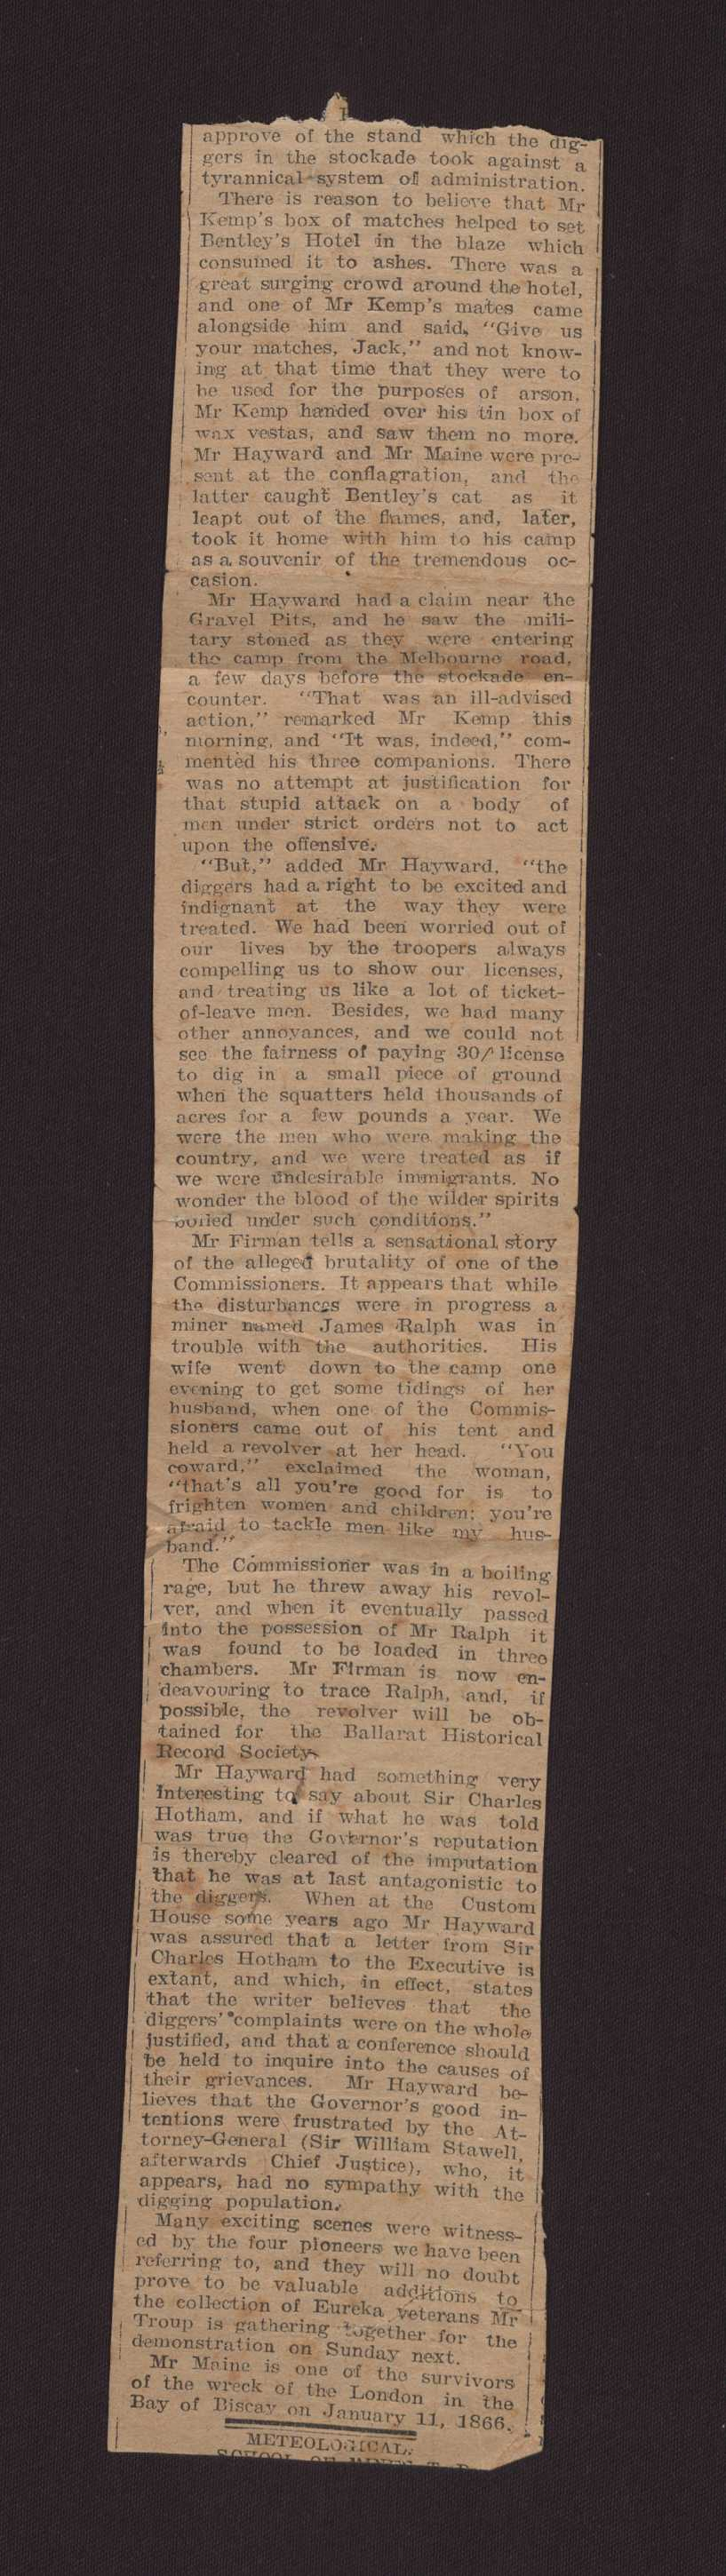 approve of the stand which the dig-
gers in the stockade took against a
tyrannical system of administration.
There is reason to believe that Mr
Kemp's box of matches helped to set
Bentley's Hotel in the blaze which
consumed it to ashes. There was a
great surging crowd around the hotel,
and one of Mr Kemp's mates came
alongside him and said, "Give us
your matches, Jack," and not know-
ing at that time that they were to
be used for the purposes of arson,
Mr Kemp handed over his tin box of
wax vestas, and saw them no more.
Mr Hayward and Mr Maine were pre-
sent at the conflagration, and the
latter caught Bentley's cat as it
leapt out of the flames, and, later,
took it home with him to his camp
as a souvenir of the tremendous oc-
casion.
Mr Hayward had a claim near the
Gravel Pits, and he saw the mili-
tary stoned as they were entering
the camp from the Melbourne road,
a few days before the stockade en-
counter. "That was an ill-advised
action," remarked Mr Kemp this
morning, and "It was, indeed," com-
mented his three companions. There
was no attempt at justification for
that stupid attack on a body of
men under strict orders not to act
upon the offensive.
"But," added Mr Hayward, "the
diggers had a right to be excited and
indignant at the way they were
treated. We had been worried out of
our lives by the troopers always
compelling us to show our licenses,
and treating us like a lot of ticket-
of-leave men. Besides, we had many
other annoyances, and we could not
see the fairness of paying 30/ license
to dig in a small piece of ground
when the squatters held thousands of
acres for a few pounds a year. We
were the men who were making the
country, and we were treated as if
we were undesirable immigrants. No
wonder the blood of the wilder spirits
boiled under such conditions."
Mr Firman tells a sensational story
of the alleged brutality of one of the
Commissioners. It appears that while
the disturbances were in progress a
miner named James Ralph was in
trouble with the authorities. His
wife went down to the camp one
evening to get some tidings of her
husband, when one of the Commis-
sioners came out of his tent and
held a revolver at her head. "You
coward," exclaimed the woman,
"that's all you're good for is to
frighten women and children; you're
afraid to tackle men like my hus-
band."
The Commissioner was in a boiling
rage, but he threw away his revol-
ver, and when it eventually passed
into the possession of Mr Ralph it
was found to be loaded in three
chambers. Mr Firman is now en-
deavouring to trace Ralph, and, if
possible, the revolver will be ob-
tained for the Ballarat Historical
Record Society.
Mr Hayward had something very
interesting to say about Sir Charles
Hotham, and if what he was told
was true the Governor's reputation
is thereby cleared of the imputation
that he was at last antagonistic to
the diggers. When at the Custom
House some years ago Mr Hayward
was assured that a letter from Sir
Charles Hotham to the Executive is
extant, and which, in effect, states
that the writer believes that the
diggers' complaints were on the whole
justified, and that a conference should
be held to inquire into the causes of
their grievances. Mr Hayward be-
lieves that the Governor's good in-
tentions were frustrated by the At-
torney-General (Sir William Stawell,
afterwards Chief Justice), who, it
appears, had no sympathy with the
digging population.
Many exciting scenes were witness-
ed by the four pioneers we have been
referring to, and they will no doubt
prove to be valuable additions to
the collection of Eureka veterans Mr
Troup is gathering together for the
demonstration on Sunday next.
Mr Maine is one of the survivors
of the wreck of the London in the
Bay of Biscay on January 11, 1866.
METEOLOGICAL.
SCHOOL OF